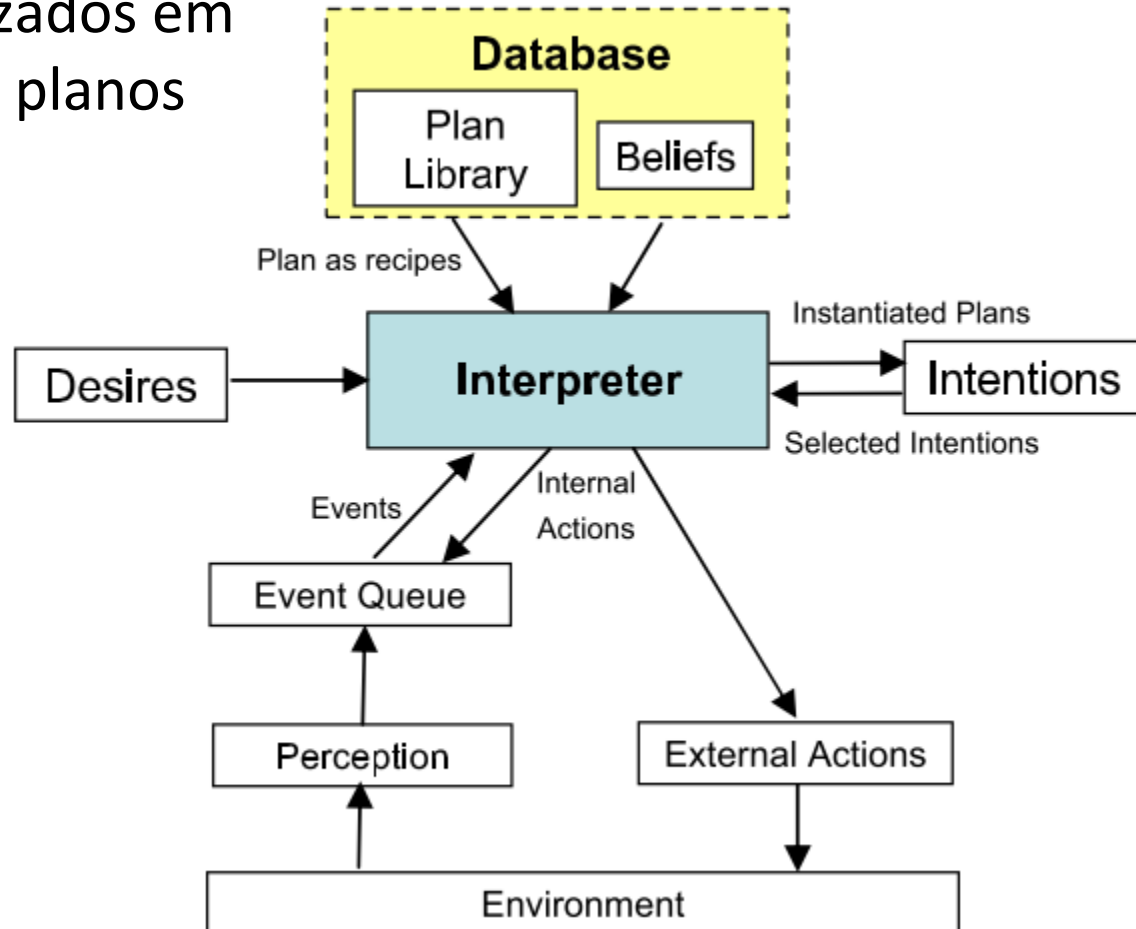 zados em
planos
Database
Plan
Library
Beliefs
Plan as recipes
Instantiated Plans
Desires
Interpreter
Intentions
Selected Intentions
Events
Internal
Actions
Event Queue
Perception
External Actions
Environment